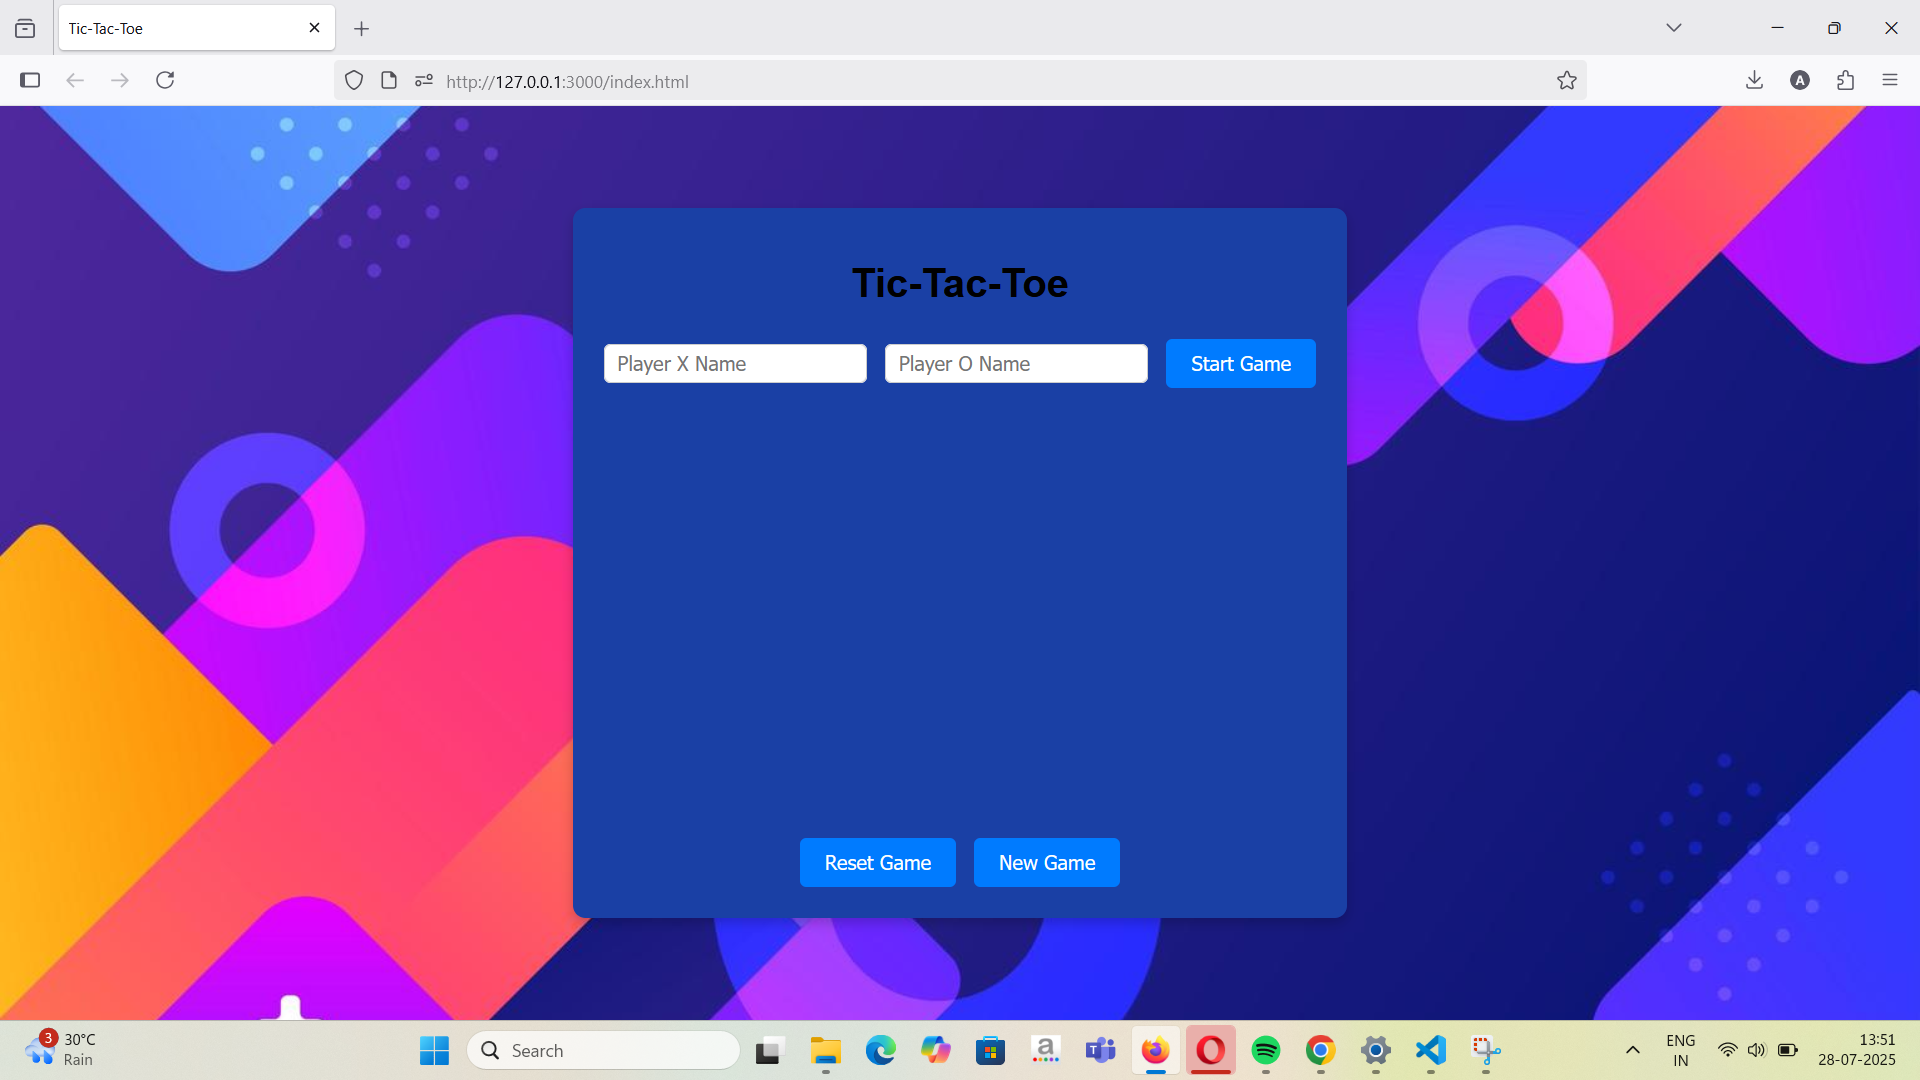 Tic-Tac-Toe
http://127.0.0.1:3000/index.html
A
Tic-Tac-Toe
Player X Name
Player O Name
Start Game
Reset Game
New Game
3
30°C
Rain
Search
a
T
ENG
IN
13:51
28-07-2025